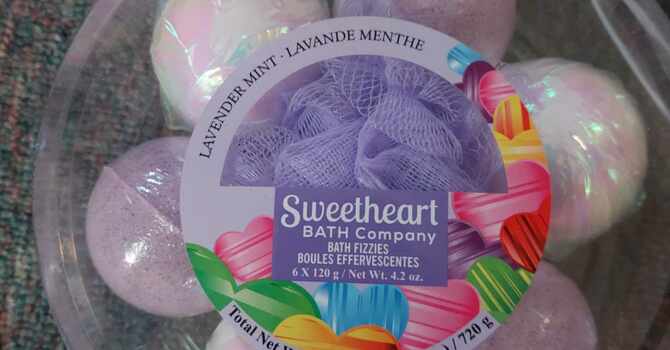 LAVENDER MINT · LAVANDE MENTHE
Sweetheart
BATH Company
BATH FIZZIES
BOULES EFFERVESCENTES
6 X 120 g / Net Wt. 4.2 oz.
Total Net
) / 720 g